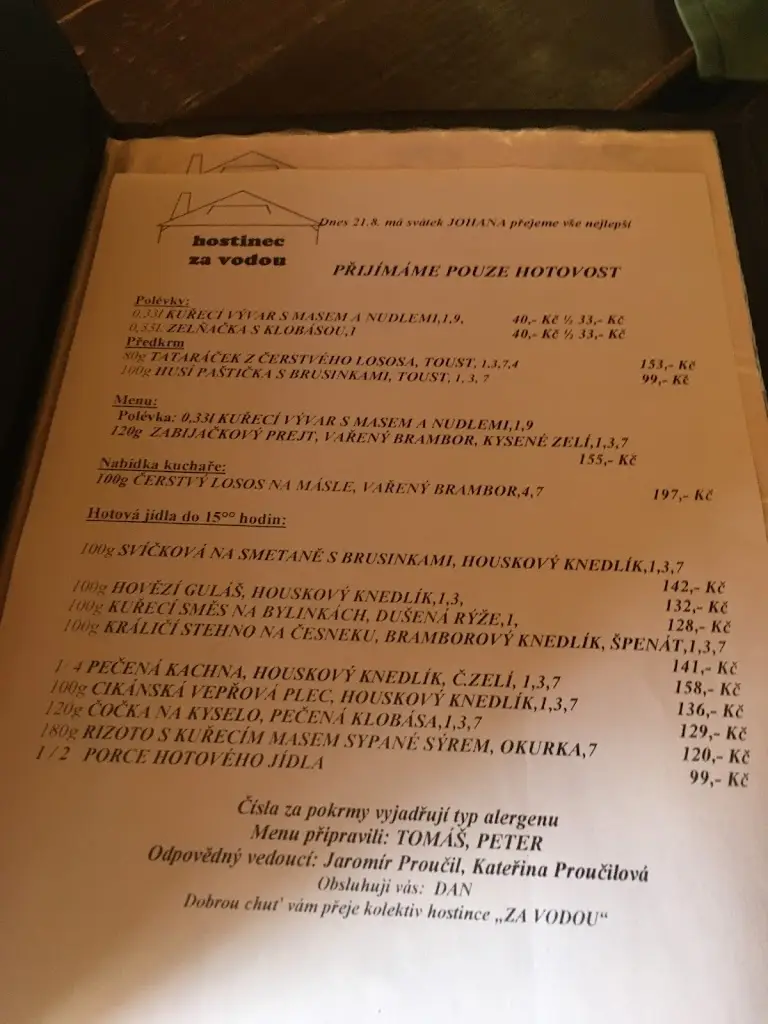 Dnes 21.8. má svátek JOHANA přejeme vše nejlepší
hostinec
za vodou
PŘIJÍMÁME POUZE HOTOVOST
Polévky:
0,33l KUŘECÍ VÝVAR S MASEM A NUDLEMI,1,9, 40,- Kč ½ 33,- Kč
0,33l ZELŇAČKA S KLOBÁSOU,1 40,- Kč ½ 33,- Kč
Předkrm
80g TATARÁČEK Z ČERSTVÉHO LOSOSA, TOUST, 1,3,7,4 153,- Kč
100g HUSÍ PAŠTIČKA S BRUSINKAMI, TOUST, 1, 3, 7 99,- Kč
Menu:
Polévka: 0,33l KUŘECÍ VÝVAR S MASEM A NUDLEMI,1,9
120g ZABIJAČKOVÝ PREJT, VAŘENÝ BRAMBOR, KYSENÉ ZELÍ,1,3,7
155,- Kč
Nabídka kuchaře:
100g ČERSTVÝ LOSOS NA MÁSLE, VAŘENÝ BRAMBOR,4,7 197,- Kč
Hotová jídla do 15°° hodin:
100g SVÍČKOVÁ NA SMETANĚ S BRUSINKAMI, HOUSKOVÝ KNEDLÍK,1,3,7
142,- Kč
100g HOVĚZÍ GULÁŠ, HOUSKOVÝ KNEDLÍK,1,3, 132,- Kč
100g KUŘECÍ SMĚS NA BYLINKÁCH, DUŠENÁ RÝŽE,1, 128,- Kč
100g KRÁLIČÍ STEHNO NA ČESNEKU, BRAMBOROVÝ KNEDLÍK, ŠPENÁT,1,3,7
141,- Kč
1 4 PEČENÁ KACHNA, HOUSKOVÝ KNEDLÍK, Č.ZELÍ, 1,3,7 158,- Kč
100g CIKÁNSKÁ VEPŘOVÁ PLEC, HOUSKOVÝ KNEDLÍK,1,3,7 136,- Kč
120g ČOČKA NA KYSELO, PEČENÁ KLOBÁSA,1,3,7 129,- Kč
180g RIZOTO S KUŘECÍM MASEM SYPANÉ SÝREM, OKURKA,7 120,- Kč
1 / 2 PORCE HOTOVÉHO JÍDLA 99,- Kč
Čísla za pokrmy vyjadřují typ alergenu
Menu připravili: TOMÁŠ, PETER
Odpovědný vedoucí: Jaromír Proučil, Kateřina Proučilová
Obsluhují vás: DAN
Dobrou chuť vám přeje kolektiv hostince „ZA VODOU“